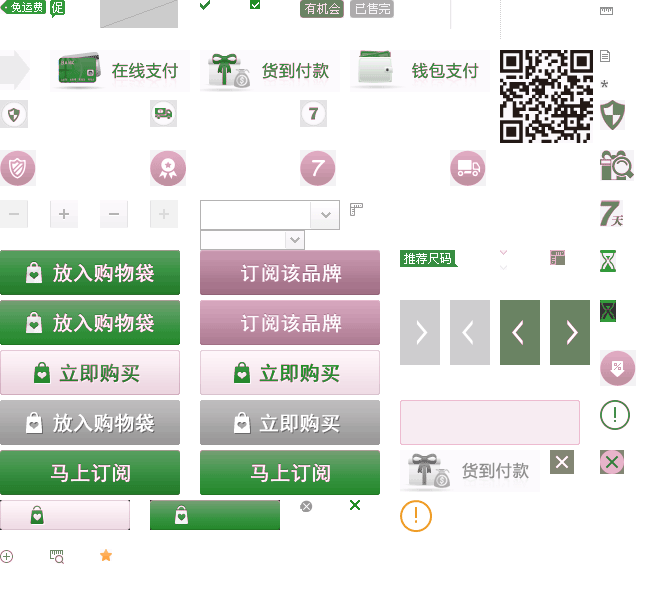 免运费 促 有机会 已售完
在线支付 货到付款 钱包支付
7
7
7天
放入购物袋 订阅该品牌 推荐尺码
放入购物袋 订阅该品牌
立即购买 立即购买
放入购物袋 立即购买
马上订阅 马上订阅 货到付款